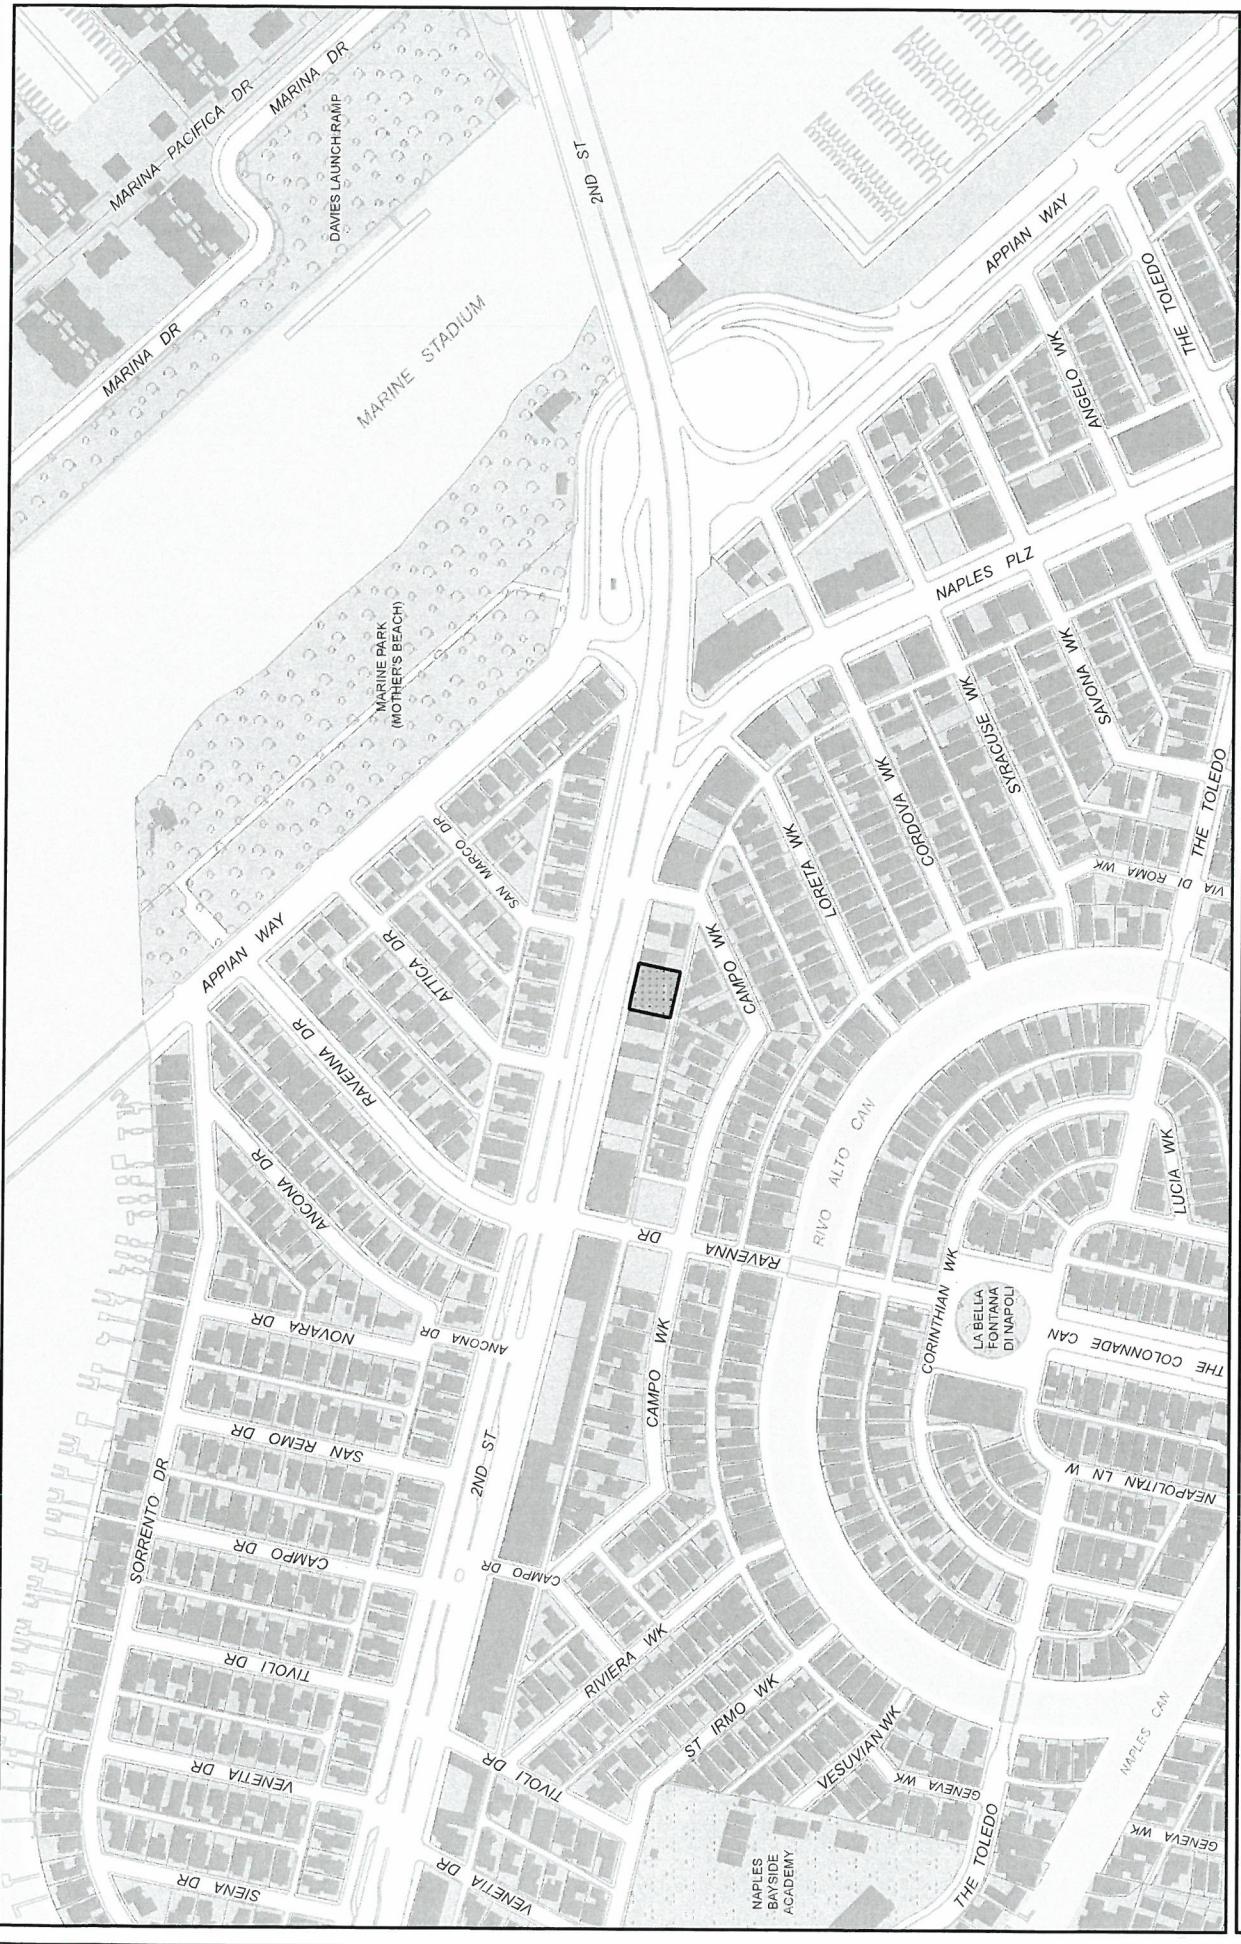 MARINA PACIFICA DR
MARINA DR
DAVIES LAUNCH RAMP
2ND ST
MARINA DR
MARINE STADIUM
APPIAN WAY
THE TOLEDO
ANGELO WK
MARINE PARK
(MOTHER'S BEACH)
NAPLES PLZ
SAVONA WK
SYRACUSE WK
THE TOLEDO
CORDOVA WK
LORETA WK
VIA DI ROMA WK
SAN MARCO DR
APPIAN WAY
ATTICA DR
CAMPO WK
RAVENNA DR
RIVO ALTO CAN
ANCONA DR
LUCIA WK
RAVENNA DR
CORINTHIAN WK
LA BELLA
FONTANA
DI NAPOLI
THE COLONNADE CAN
NOVARA DR
ANCONA DR
CAMPO WK
SAN REMO DR
2ND ST
NEAPOLITAN LN W
SORRENTO DR
CAMPO DR
CAMPO DR
TIVOLI DR
RIVIERA WK
ST IRMO WK
VESUVIAN WK
NAPLES CAN
VENETIA DR
TIVOLI DR
GENEVA WK
GENEVA WK
THE TOLEDO
SIENA DR
VENETIA DR
NAPLES
BAYSIDE
ACADEMY